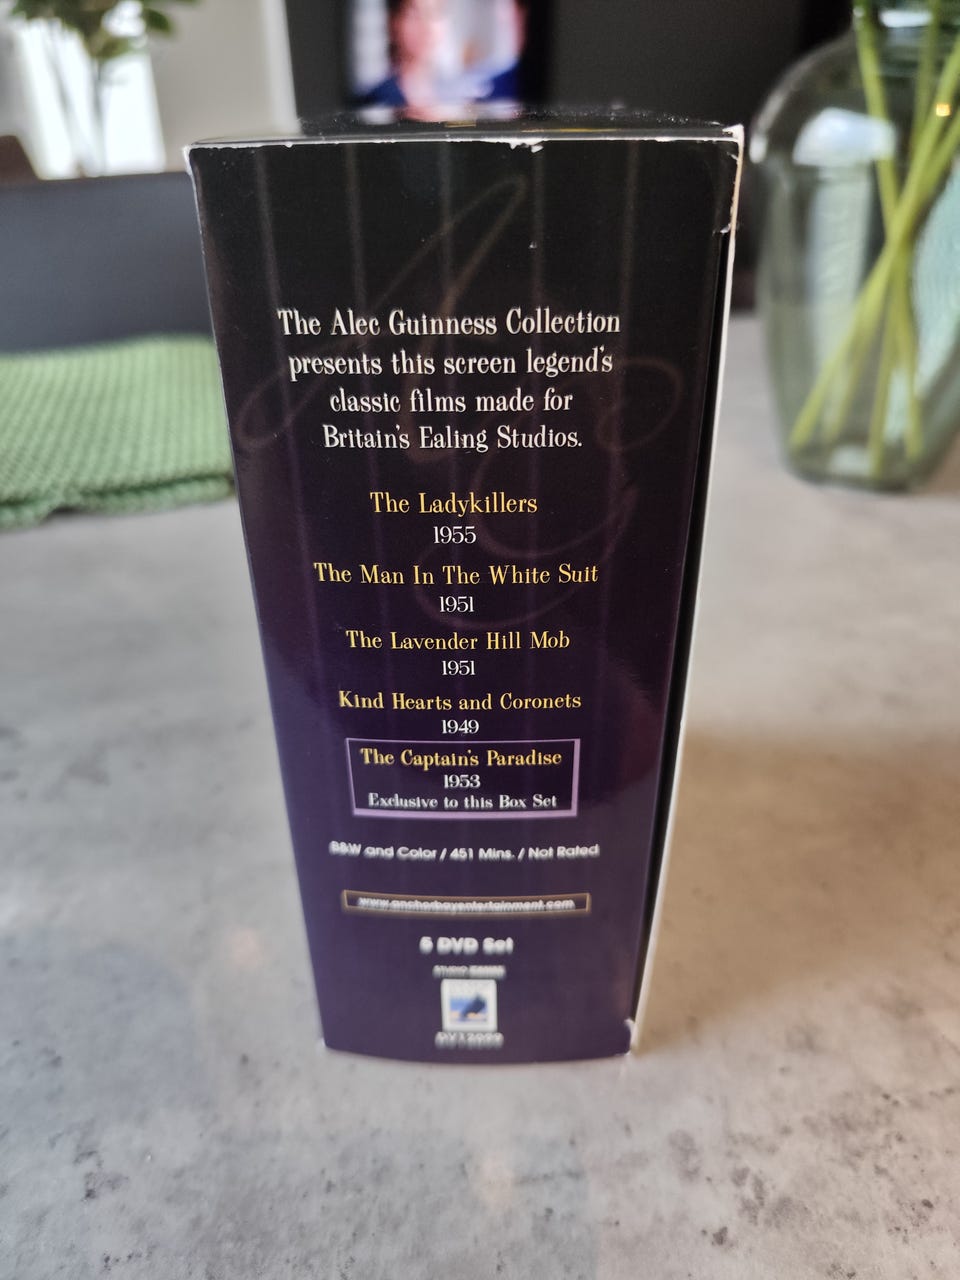 The Alec Guinness Collection
presents this screen legend's
classic films made for
Britain's Ealing Studios.
The Ladykillers
1955
The Man In The White Suit
1951
The Lavender Hill Mob
1951
Kind Hearts and Coronets
1949
The Captain's Paradise
1953
Exclusive to this Box Set
B&W and Color / 451 Mins. / Not Rated
www.anchorbayentertainment.com
5 DVD Set